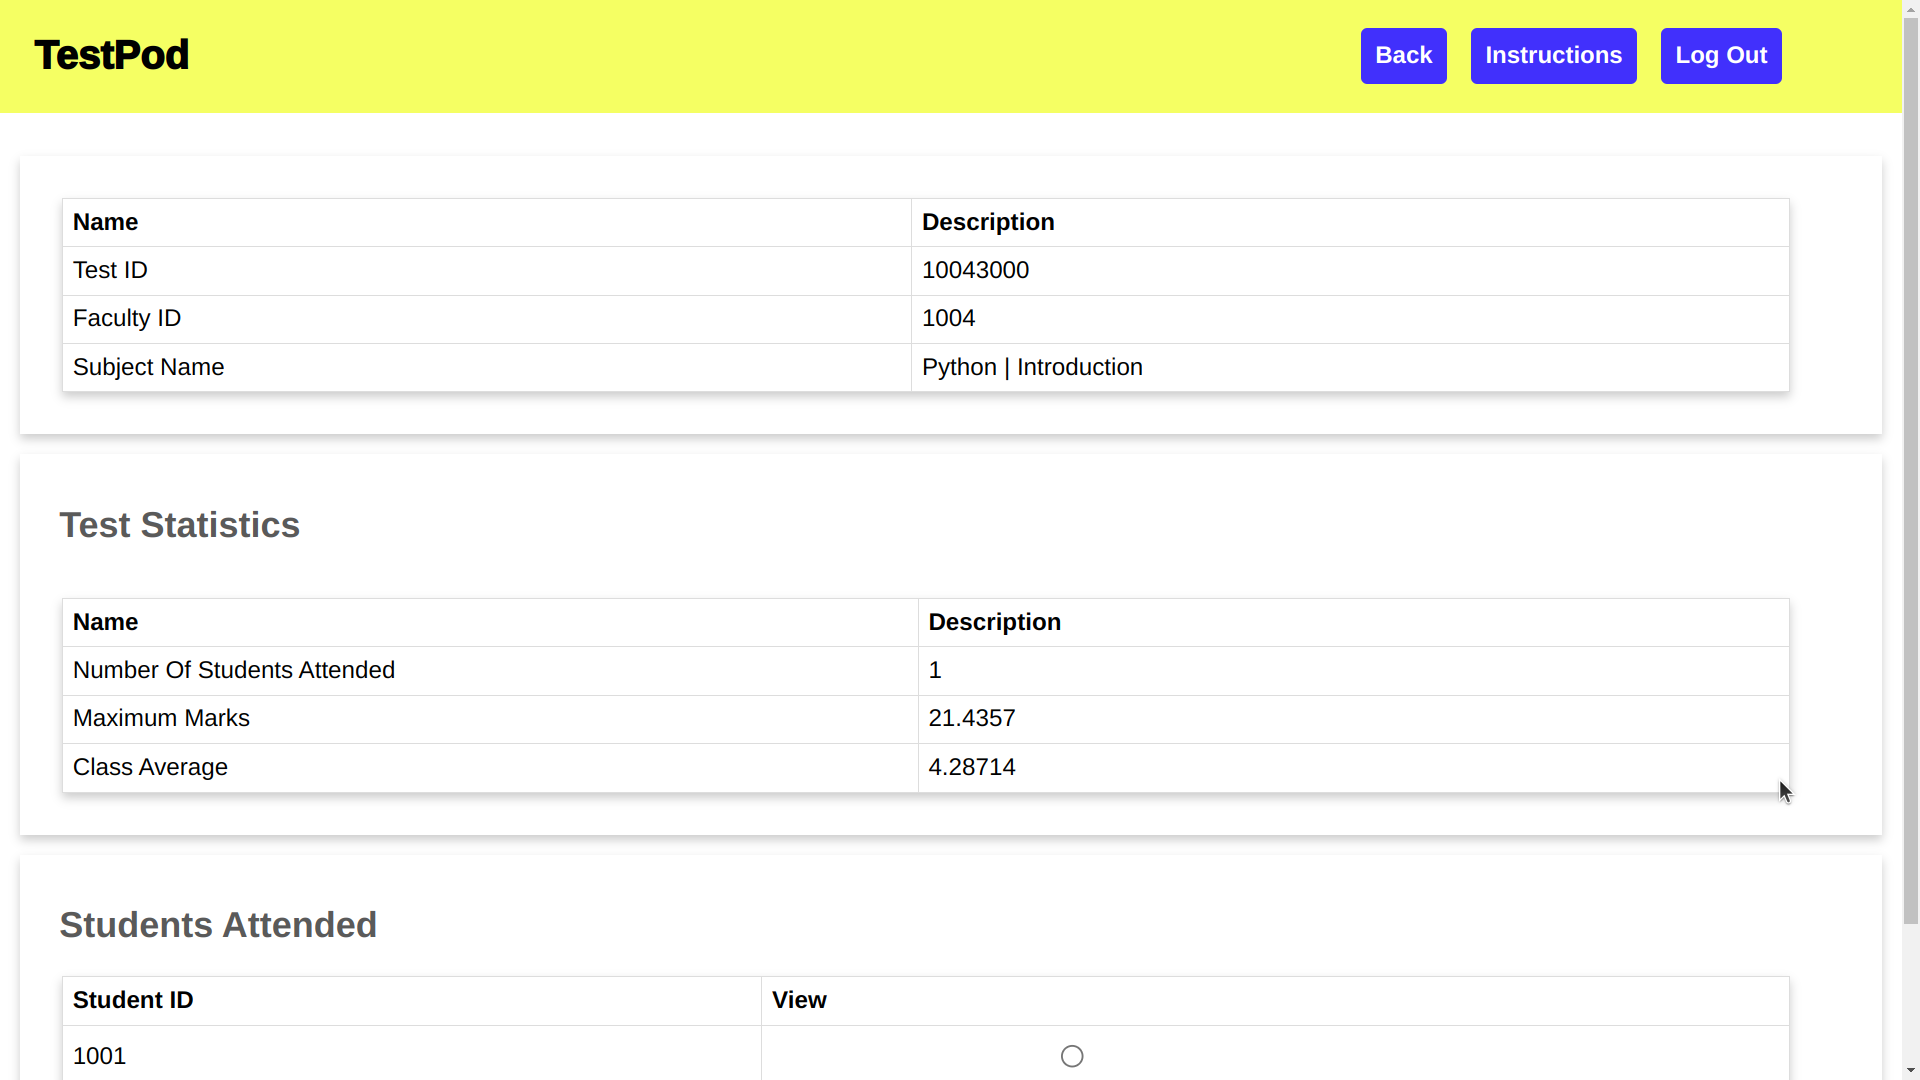 TestPod
Back Instructions Log Out
Name Description
Test ID 10043000
Faculty ID 1004
Subject Name Python | Introduction
Test Statistics
Name Description
Number Of Students Attended 1
Maximum Marks 21.4357
Class Average 4.28714
Students Attended
Student ID View
1001